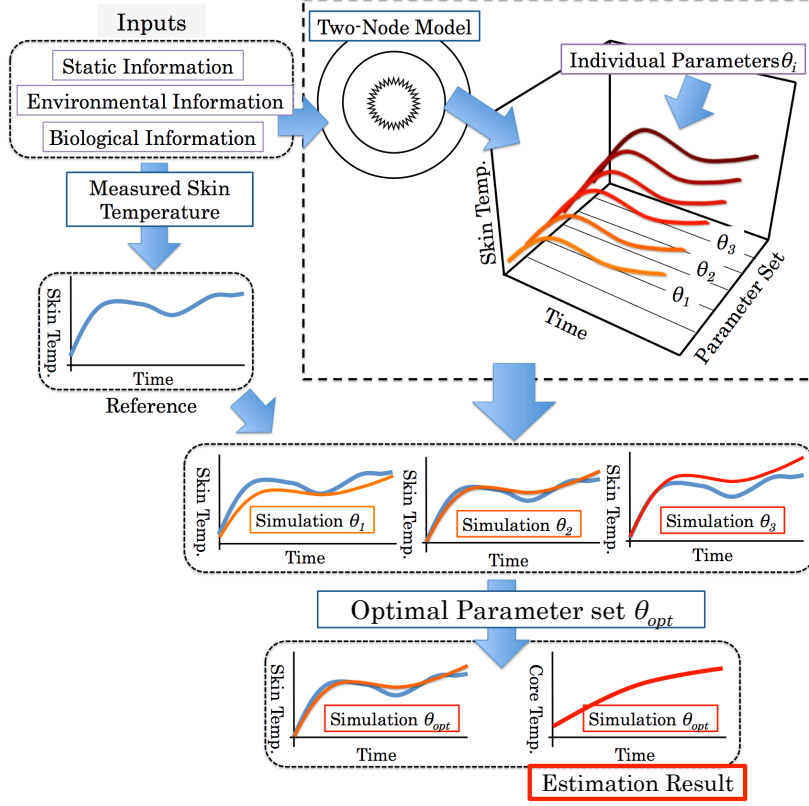 Inputs
Static Information
Environmental Information
Biological Information
Two-Node Model
Individual Parametersθi
Skin Temp.
Time
Parameter Set
θ1
θ2
θ3
Measured Skin
Temperature
Skin Temp.
Time
Reference
Skin Temp.
Simulation θ1
Time
Skin Temp.
Simulation θ2
Time
Skin Temp.
Simulation θ3
Time
Optimal Parameter set θopt
Skin Temp.
Simulation θopt
Time
Core Temp.
Simulation θopt
Time
Estimation Result